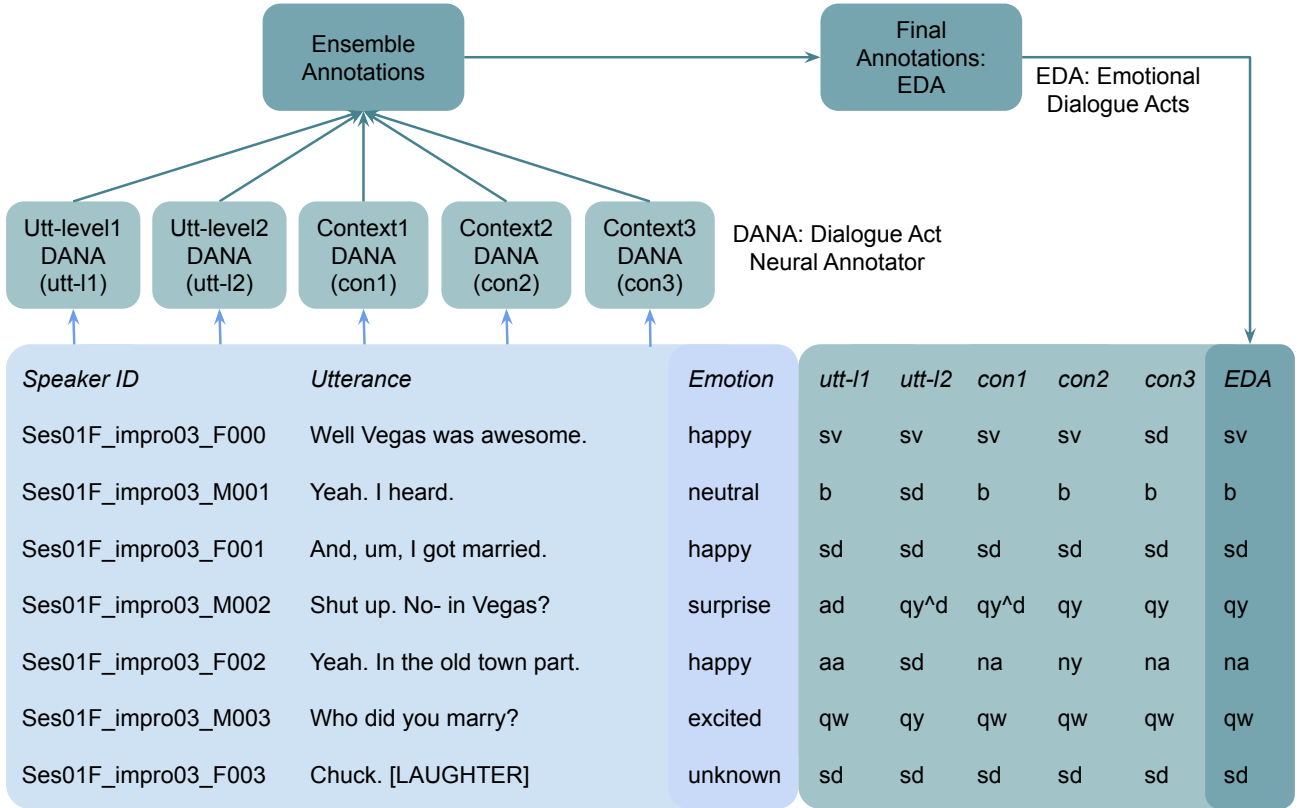 Ensemble
Annotations
Final
Annotations:
EDA
EDA: Emotional
Dialogue Acts
Utt-level1
DANA
(utt-l1)
Utt-level2
DANA
(utt-l2)
Context1
DANA
(con1)
Context2
DANA
(con2)
Context3
DANA
(con3)
DANA: Dialogue Act
Neural Annotator
Speaker ID Utterance Emotion utt-l1 utt-l2 con1 con2 con3 EDA
Ses01F_impro03_F000 Well Vegas was awesome. happy sv sv sv sv sd sv
Ses01F_impro03_M001 Yeah. I heard. neutral b sd b b b b
Ses01F_impro03_F001 And, um, I got married. happy sd sd sd sd sd sd
Ses01F_impro03_M002 Shut up. No- in Vegas? surprise ad qy^d qy^d qy qy qy
Ses01F_impro03_F002 Yeah. In the old town part. happy aa sd na ny na na
Ses01F_impro03_M003 Who did you marry? excited qw qy qw qw qw qw
Ses01F_impro03_F003 Chuck. [LAUGHTER] unknown sd sd sd sd sd sd